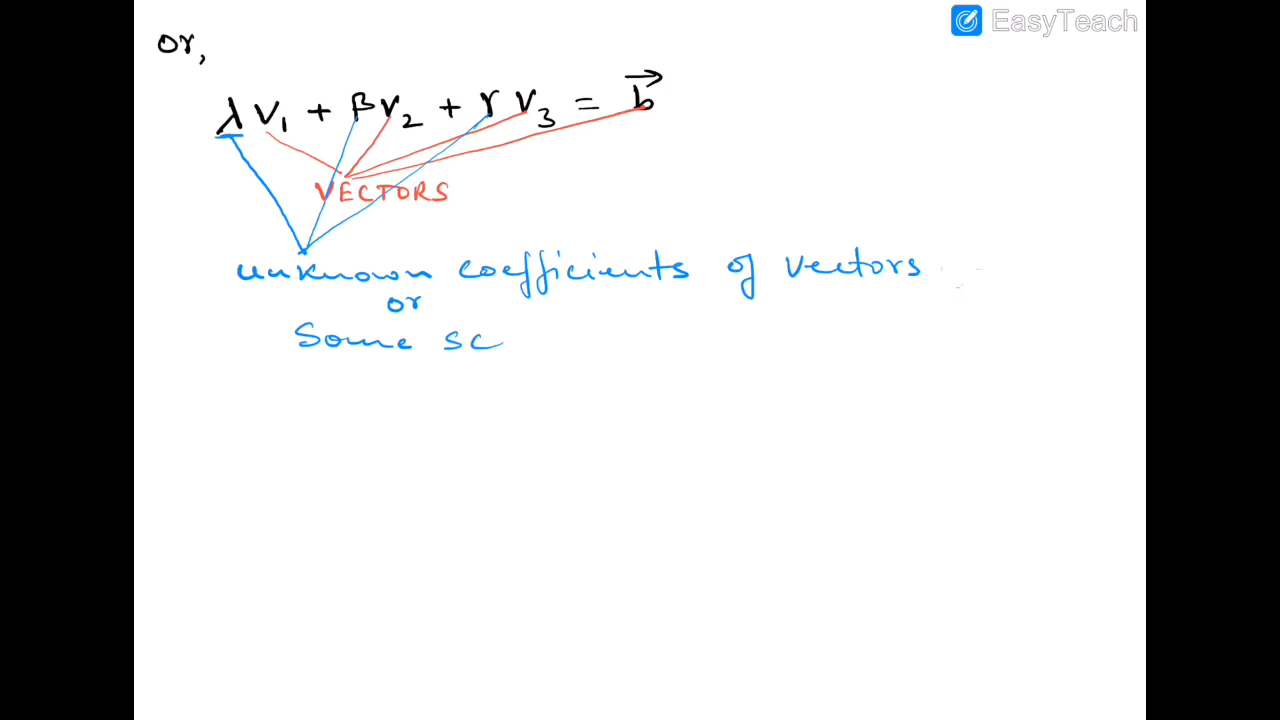 EasyTeach
or,
λ v₁ + β v₂ + γ v₃ = b⃗
VECTORS
unknown coefficients of vectors
or
Some sc